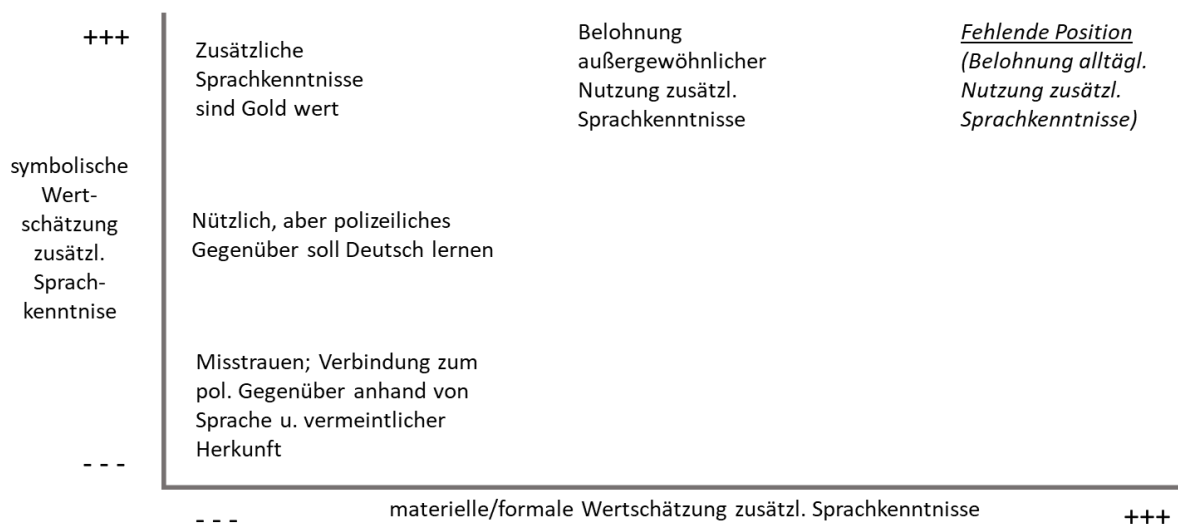 +++
Zusätzliche
Sprachkenntnisse
sind Gold wert
Belohnung
außergewöhnlicher
Nutzung zusätzl.
Sprachkenntnisse
Fehlende Position
(Belohnung alltägl.
Nutzung zusätzl.
Sprachkenntnisse)
symbolische
Wert-
schätzung
zusätzl.
Sprach-
kenntnise
Nützlich, aber polizeiliches
Gegenüber soll Deutsch lernen
Misstrauen; Verbindung zum
pol. Gegenüber anhand von
Sprache u. vermeintlicher
Herkunft
- - -
- - -
materielle/formale Wertschätzung zusätzl. Sprachkenntnisse
+++